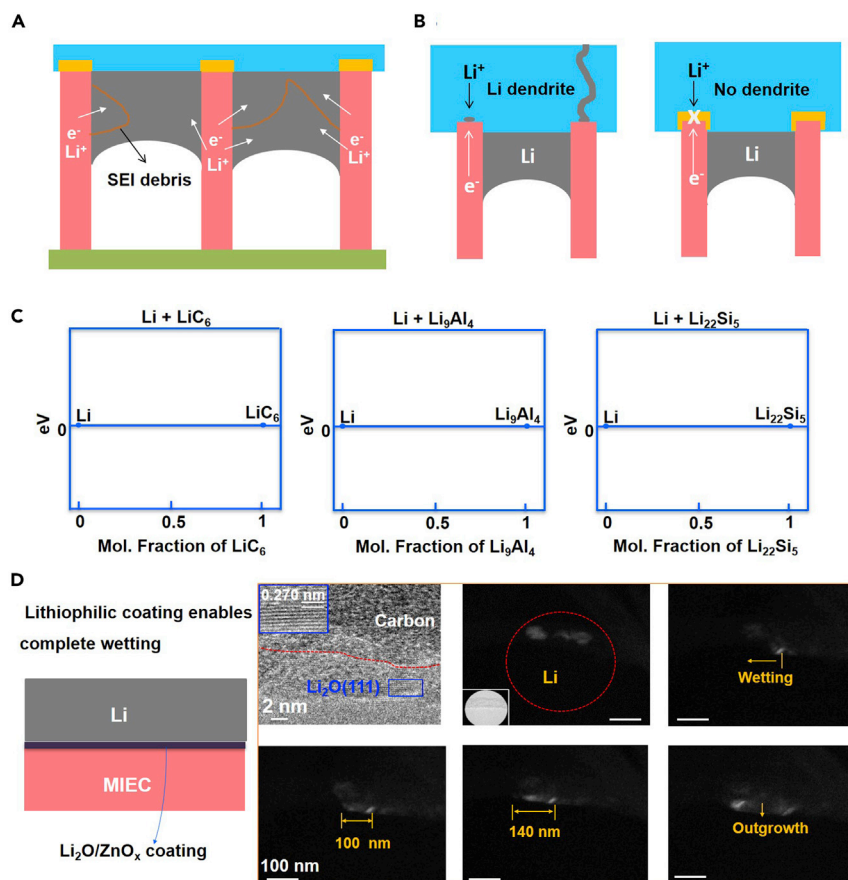 A
e-
Li+
SEI debris
e-
Li+
e-
Li+
B
Li+
Li dendrite
e-
Li
Li+
No dendrite
X
e-
Li
C
Li + LiC6
eV
0
Li
LiC6
0
0.5
1
Mol. Fraction of LiC6
Li + Li9Al4
eV
0
Li
Li9Al4
0
0.5
1
Mol. Fraction of Li9Al4
Li + Li22Si5
eV
0
Li
Li22Si5
0
0.5
1
Mol. Fraction of Li22Si5
D
Lithiophilic coating enables
complete wetting
Li
MIEC
Li2O/ZnOx coating
0.270 nm
Carbon
Li2O(111)
2 nm
Li
Wetting
100 nm
100 nm
140 nm
Outgrowth